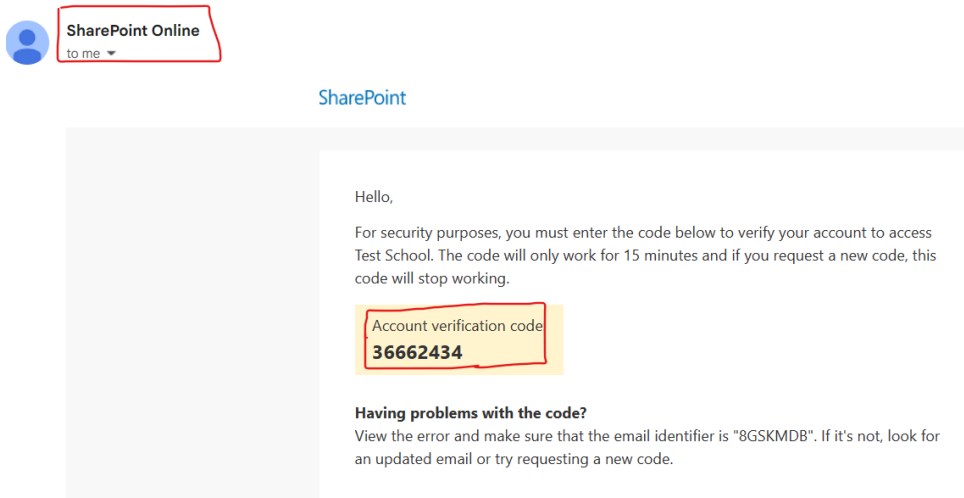 SharePoint Online
to me
SharePoint
Hello,
For security purposes, you must enter the code below to verify your account to access
Test School. The code will only work for 15 minutes and if you request a new code, this
code will stop working.
Account verification code
36662434
Having problems with the code?
View the error and make sure that the email identifier is "8GSKMDB". If it's not, look for
an updated email or try requesting a new code.